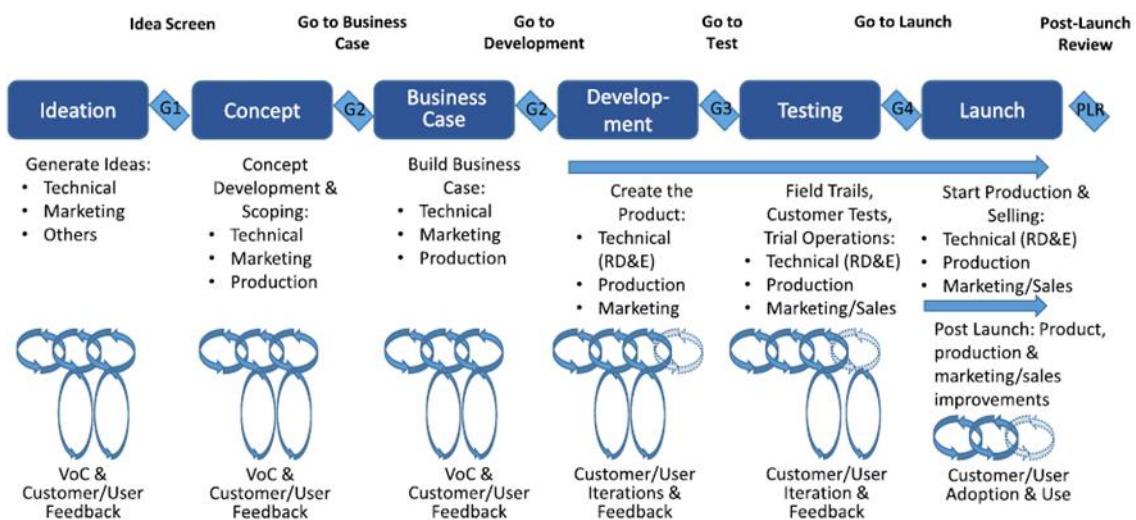 Idea Screen
Go to Business
Case
Go to
Development
Go to
Test
Go to Launch
Post-Launch
Review
Ideation
G1
Concept
G2
Business
Case
G2
Develop-
ment
G3
Testing
G4
Launch
PLR
Generate Ideas:
• Technical
• Marketing
• Others
Concept
Development &
Scoping:
• Technical
• Marketing
• Production
Build Business
Case:
• Technical
• Marketing
• Production
Create the
Product:
• Technical
(RD&E)
• Production
• Marketing
Field Trails,
Customer Tests,
Trial Operations:
• Technical (RD&E)
• Production
• Marketing/Sales
Start Production &
Selling:
• Technical (RD&E)
• Production
• Marketing/Sales
Post Launch: Product,
production &
marketing/sales
improvements
VoC &
Customer/User
Feedback
VoC &
Customer/User
Feedback
VoC &
Customer/User
Feedback
Customer/User
Iterations &
Feedback
Customer/User
Iteration &
Feedback
Customer/User
Adoption & Use